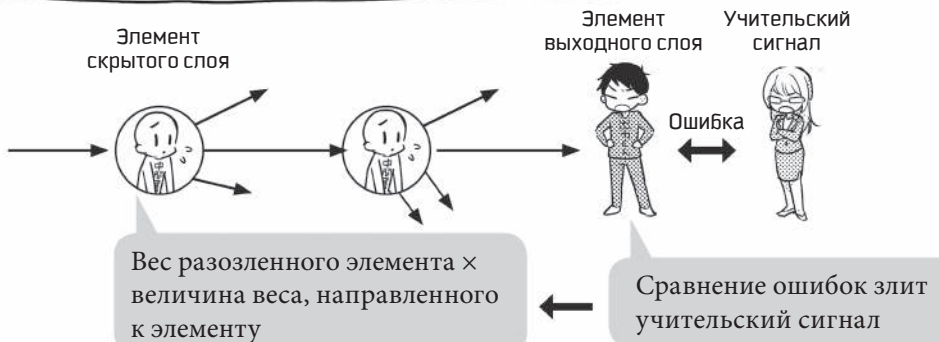 Элемент
скрытого слоя
Элемент
выходного слоя
Учительский
сигнал
Ошибка
Вес разозленного элемента ×
величина веса, направленного
к элементу
Сравнение ошибок злит
учительский сигнал